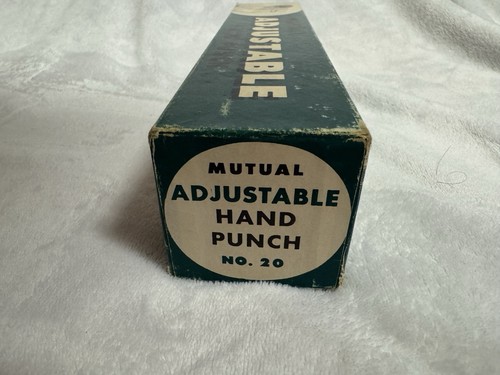 ADJUSTABLE
MUTUAL
ADJUSTABLE
HAND
PUNCH
NO. 20